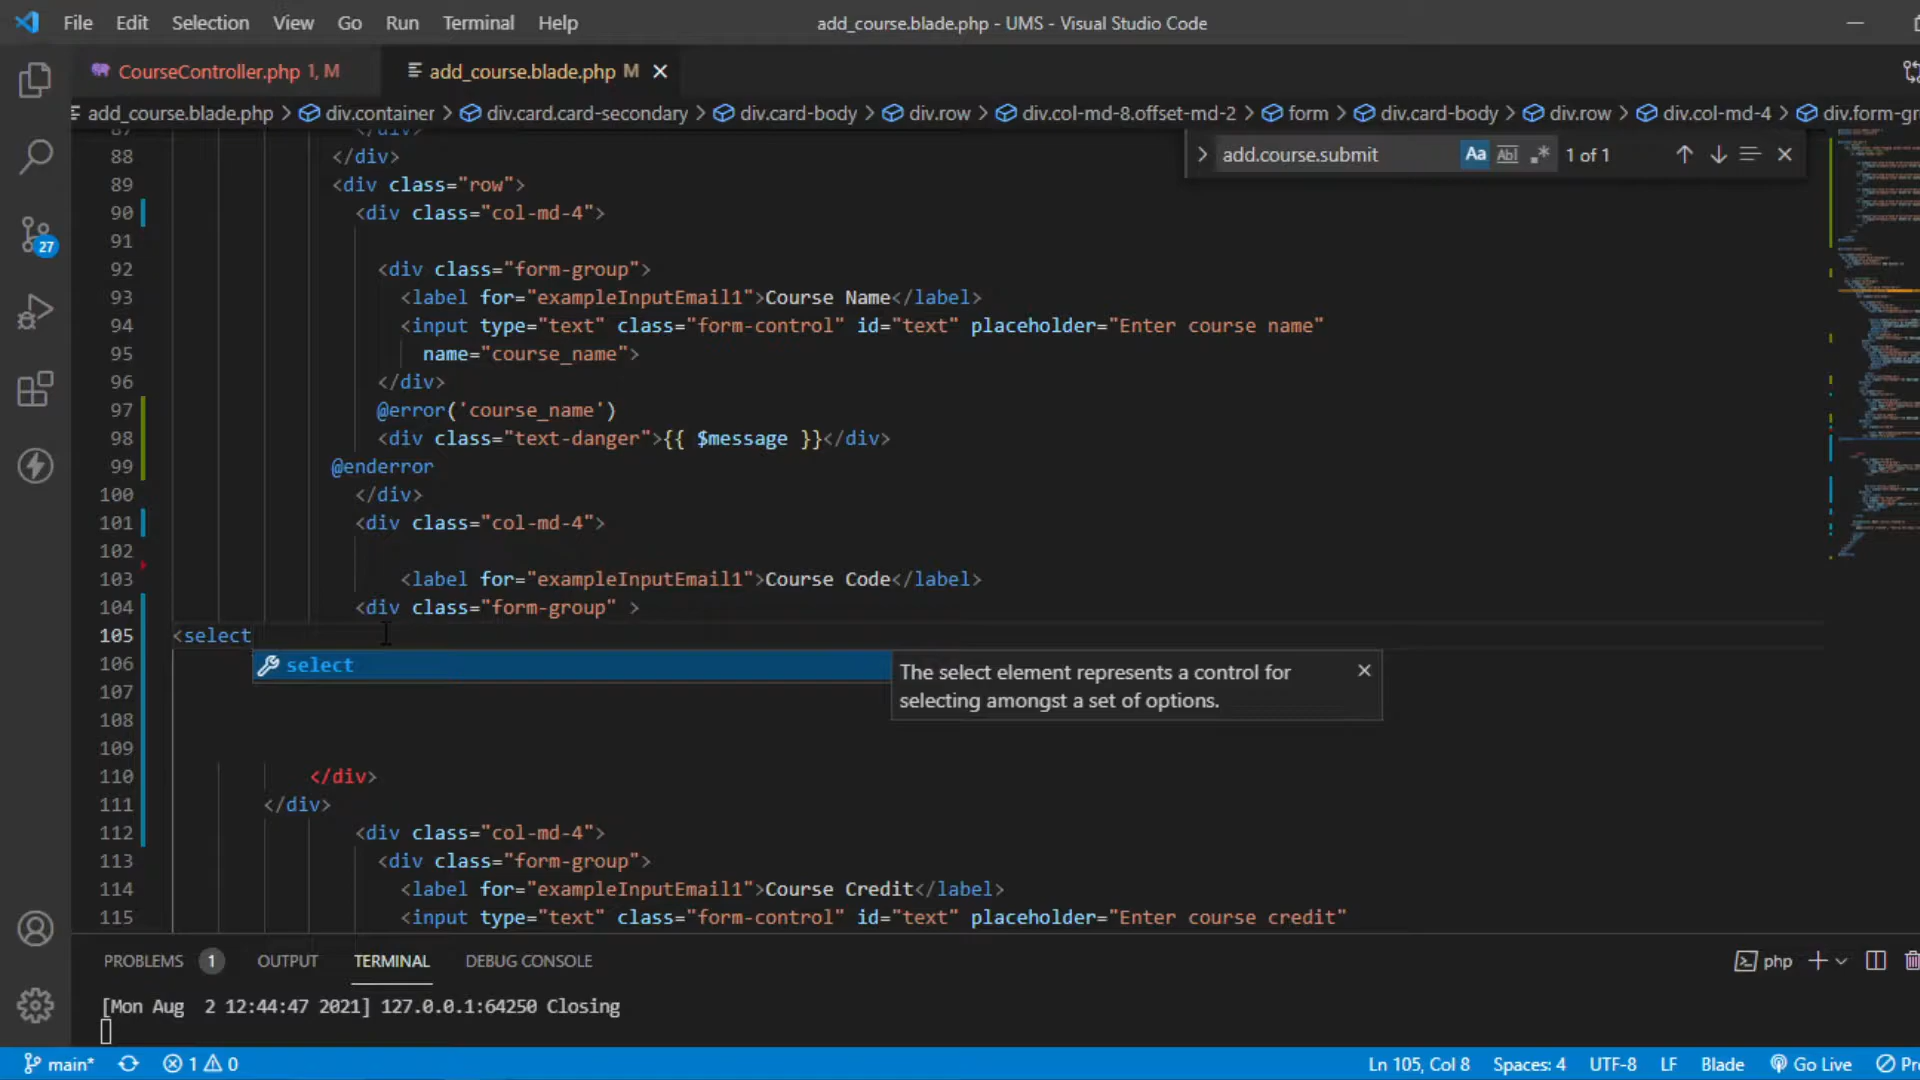 File Edit Selection View Go Run Terminal Help
add_course.blade.php - UMS - Visual Studio Code
CourseController.php 1, M
add_course.blade.php M
add_course.blade.php > div.container > div.card.card-secondary > div.card-body > div.row > div.col-md-8.offset-md-2 > form > div.card-body > div.row > div.col-md-4 > div.form-gr
add.course.submit Aa Abl .* 1 of 1
87 </div>
88 </div>
89 <div class="row">
90 <div class="col-md-4">
91
92 <div class="form-group">
93 <label for="exampleInputEmail1">Course Name</label>
94 <input type="text" class="form-control" id="text" placeholder="Enter course name"
95 name="course_name">
96 </div>
97 @error('course_name')
98 <div class="text-danger">{{ $message }}</div>
99 @enderror
100 </div>
101 <div class="col-md-4">
102
103 <label for="exampleInputEmail1">Course Code</label>
104 <div class="form-group" >
105 <select
106 select
The select element represents a control for
selecting amongst a set of options.
107
108
109
110 </div>
111 </div>
112 <div class="col-md-4">
113 <div class="form-group">
114 <label for="exampleInputEmail1">Course Credit</label>
115 <input type="text" class="form-control" id="text" placeholder="Enter course credit"
27
PROBLEMS 1 OUTPUT TERMINAL DEBUG CONSOLE
php
[Mon Aug  2 12:44:47 2021] 127.0.0.1:64250 Closing
main* 1 0
Ln 105, Col 8 Spaces: 4 UTF-8 LF Blade Go Live Pr